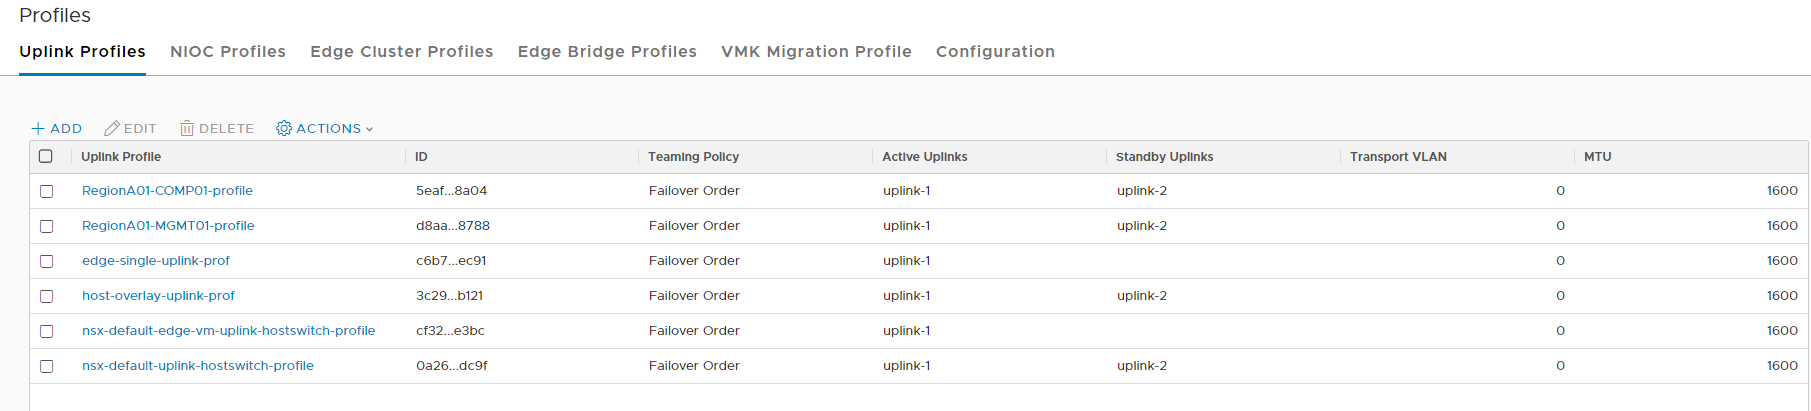 Profiles
Uplink Profiles NIOC Profiles Edge Cluster Profiles Edge Bridge Profiles VMK Migration Profile Configuration
+ ADD EDIT DELETE ACTIONS
Uplink Profile ID Teaming Policy Active Uplinks Standby Uplinks Transport VLAN MTU
RegionA01-COMP01-profile 5eaf...8a04 Failover Order uplink-1 uplink-2 0 1600
RegionA01-MGMT01-profile d8aa...8788 Failover Order uplink-1 uplink-2 0 1600
edge-single-uplink-prof c6b7...ec91 Failover Order uplink-1 0 1600
host-overlay-uplink-prof 3c29...b121 Failover Order uplink-1 uplink-2 0 1600
nsx-default-edge-vm-uplink-hostswitch-profile cf32...e3bc Failover Order uplink-1 0 1600
nsx-default-uplink-hostswitch-profile 0a26...dc9f Failover Order uplink-1 uplink-2 0 1600